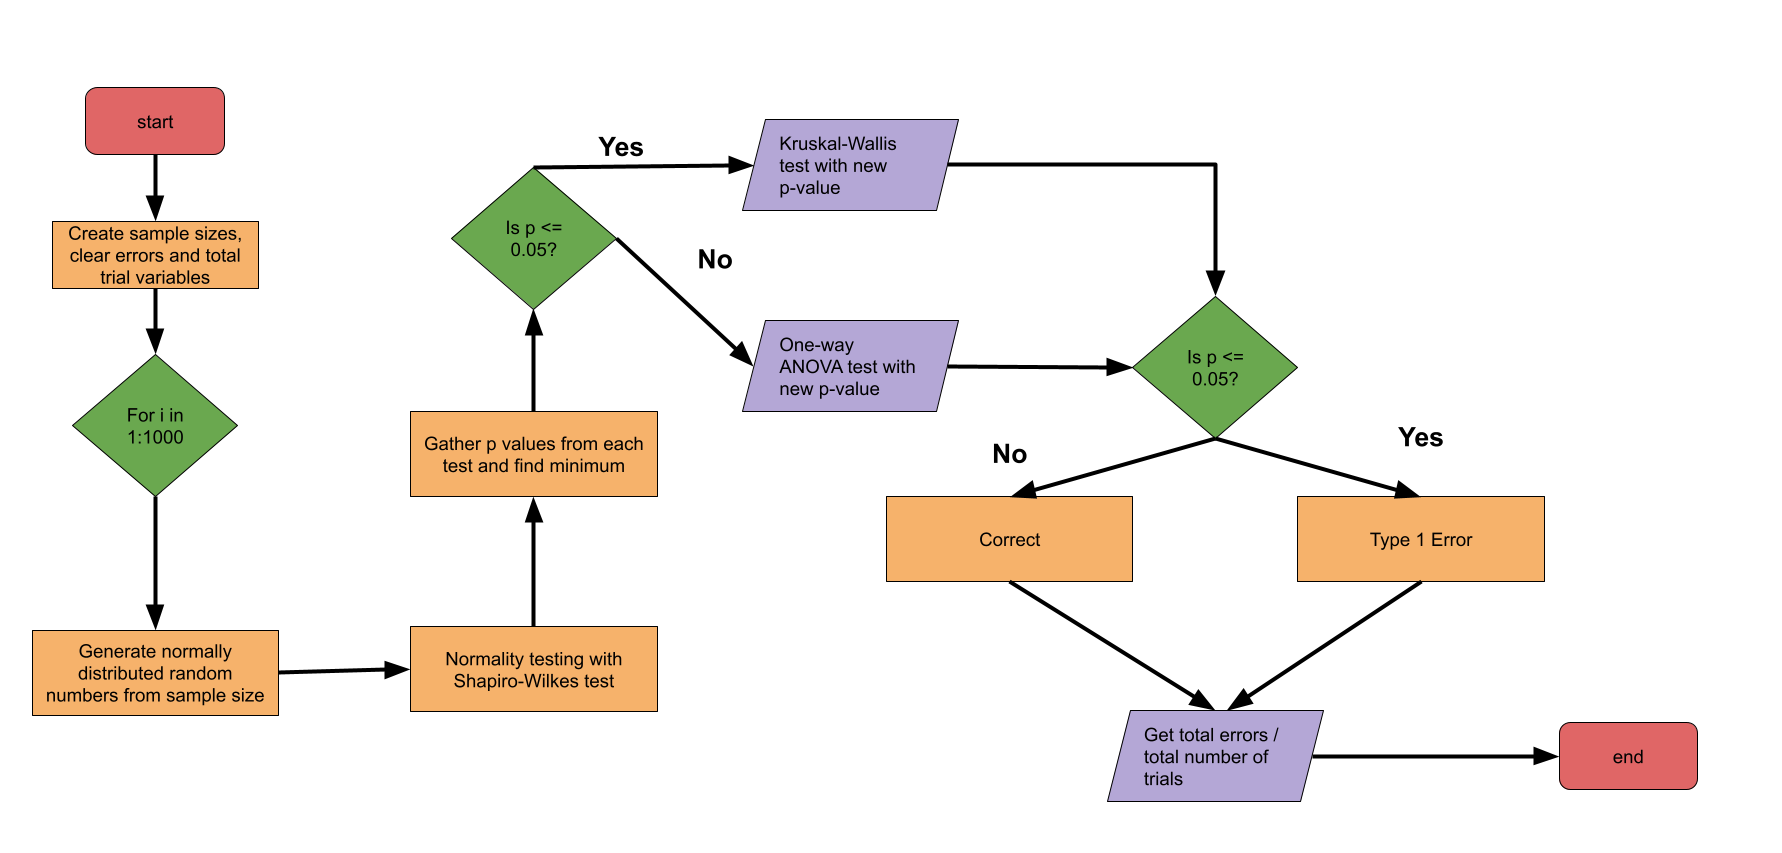 start
Create sample sizes,
clear errors and total
trial variables
For i in
1:1000
Generate normally
distributed random
numbers from sample size
Normality testing with
Shapiro-Wilkes test
Gather p values from each
test and find minimum
Is p <=
0.05?
Yes
No
Kruskal-Wallis
test with new
p-value
One-way
ANOVA test with
new p-value
Is p <=
0.05?
No
Yes
Correct
Type 1 Error
Get total errors /
total number of
trials
end